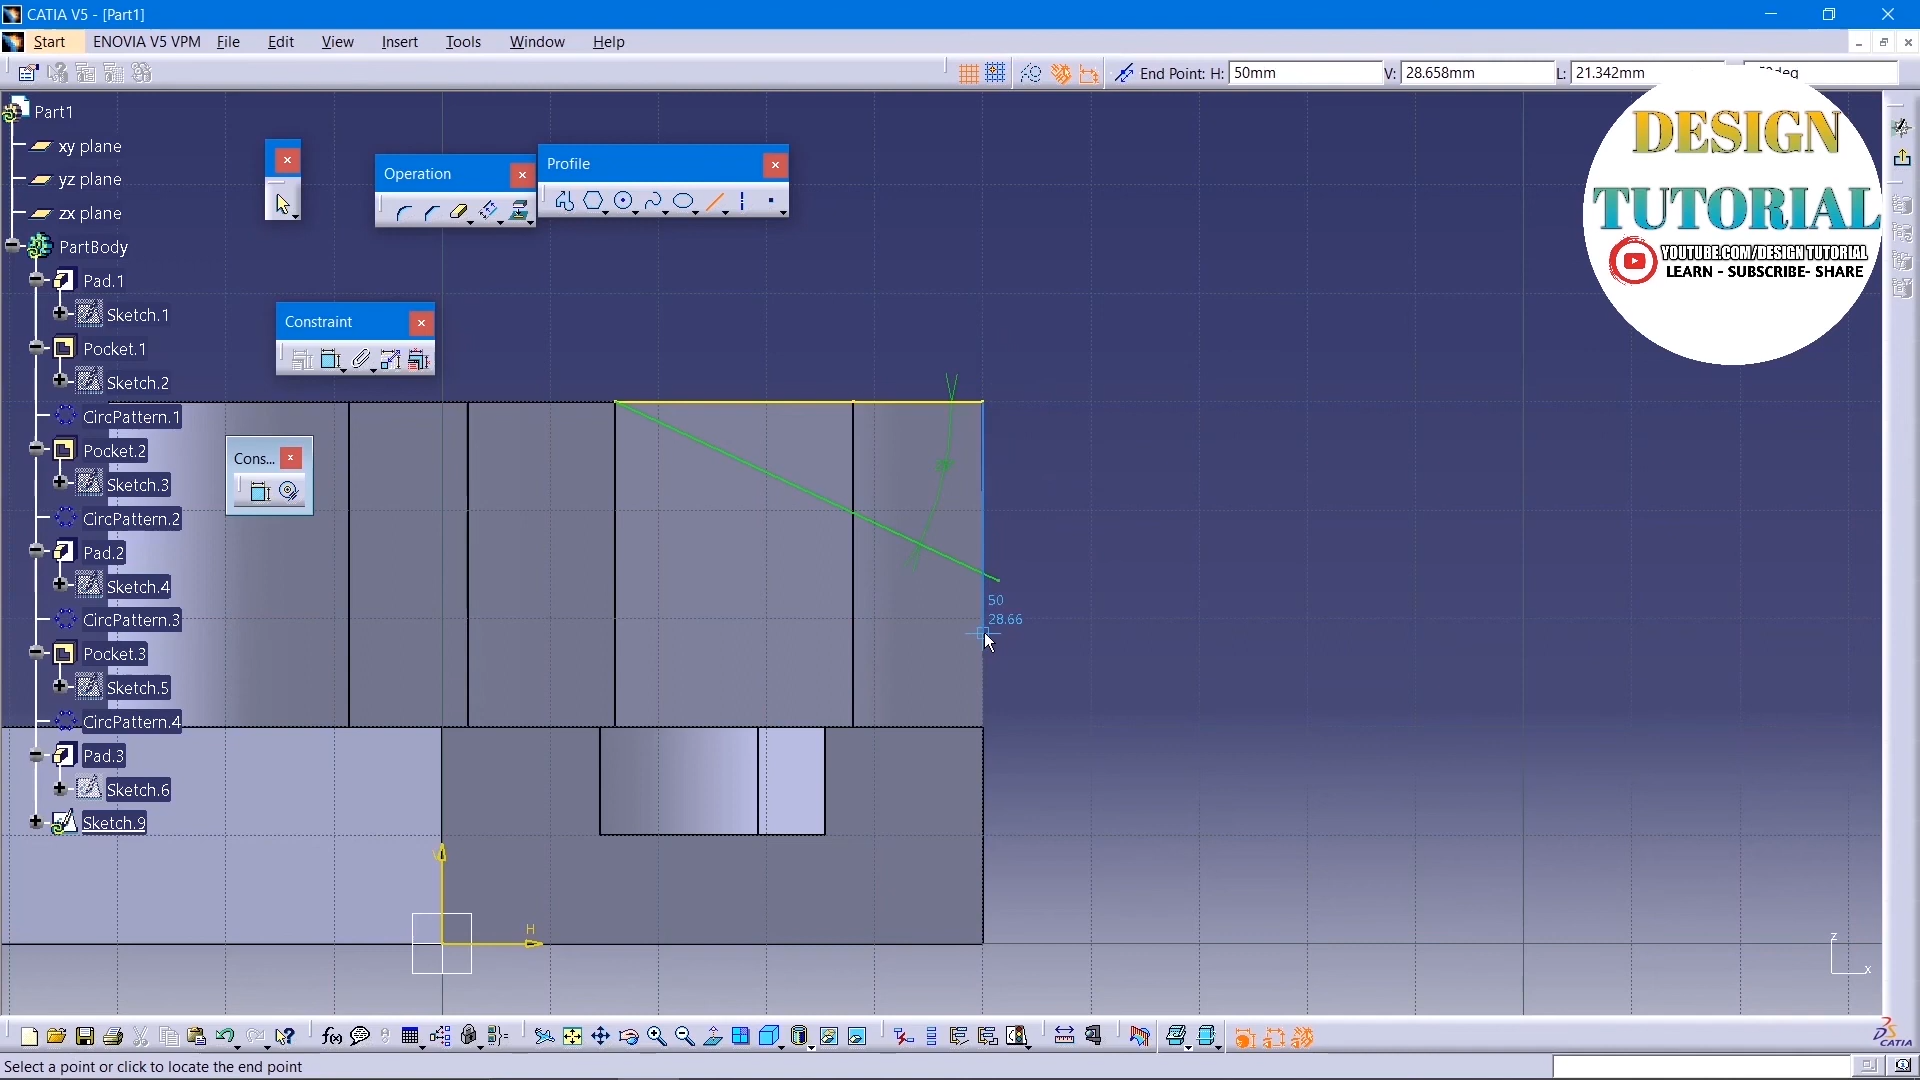 CATIA V5 - [Part1]
Start ENOVIA V5 VPM File Edit View Insert Tools Window Help
End Point: H: 50mm V: 28.658mm L: 21.342mm
DESIGN
TUTORIAL
YOUTUBE.COM/DESIGN TUTORIAL
LEARN - SUBSCRIBE- SHARE
Part1
xy plane
yz plane
zx plane
PartBody
Pad.1
Sketch.1
Pocket.1
Sketch.2
CircPattern.1
Pocket.2
Sketch.3
CircPattern.2
Pad.2
Sketch.4
CircPattern.3
Pocket.3
Sketch.5
CircPattern.4
Pad.3
Sketch.6
Sketch.9
Operation
Profile
Constraint
Cons...
50
28.66
V
H
z
x
CATIA
Select a point or click to locate the end point